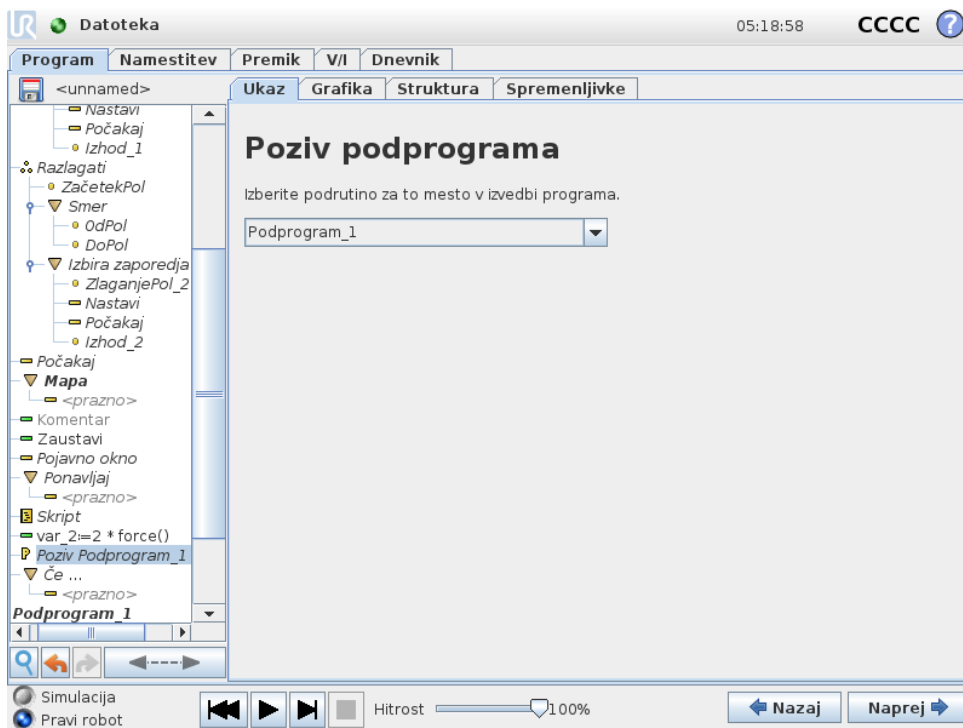 UR Datoteka 05:18:58 CCCC ?
Program Namestitev Premik V/I Dnevnik
<unnamed>
Ukaz Grafika Struktura Spremenljivke
Nastavi
Počakaj
Izhod_1
Razlagati
ZačetekPol
Smer
OdPol
DoPol
Izbira zaporedja
ZlaganjePol_2
Nastavi
Počakaj
Izhod_2
Počakaj
Mapa
<prazno>
Komentar
Zaustavi
Pojavno okno
Ponavljaj
<prazno>
Skript
var_2:=2 * force()
Poziv Podprogram_1
Če ...
<prazno>
Podprogram_1
Poziv podprograma
Izberite podrutino za to mesto v izvedbi programa.
Podprogram_1
Simulacija
Pravi robot
Hitrost 100%
Nazaj Naprej